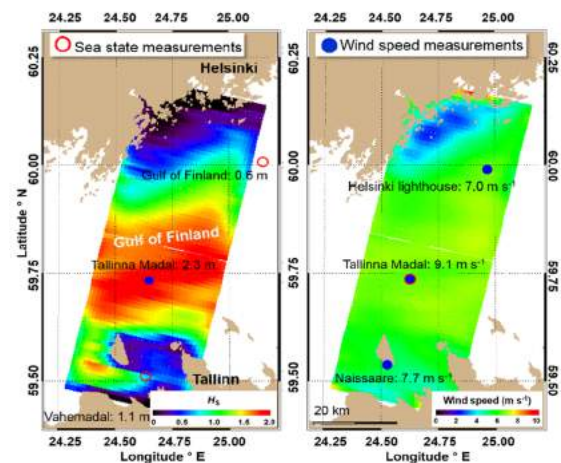 24.25 24.50 24.75 25.00
24.25 24.50 24.75 25.00
Sea state measurements
Wind speed measurements
60.25
60.25
Helsinki
60.00
60.00
Gulf of Finland: 0.6 m
Helsinki lighthouse: 7.0 m s⁻¹
Latitude ° N
Gulf of Finland
Tallinna Madal: 2.3 m
Tallinna Madal: 9.1 m s⁻¹
59.75
59.75
Tallinn
Naissaare: 7.7 m s⁻¹
59.50
59.50
Hs
Wind speed (m s⁻¹)
Vahemadal: 1.1 m
0.0 0.4 0.8 1.2 1.6 2.0
20 km
0 2 4 6 8 10
24.25 24.50 24.75 25.00
24.25 24.50 24.75 25.00
Longitude ° E
Longitude ° E